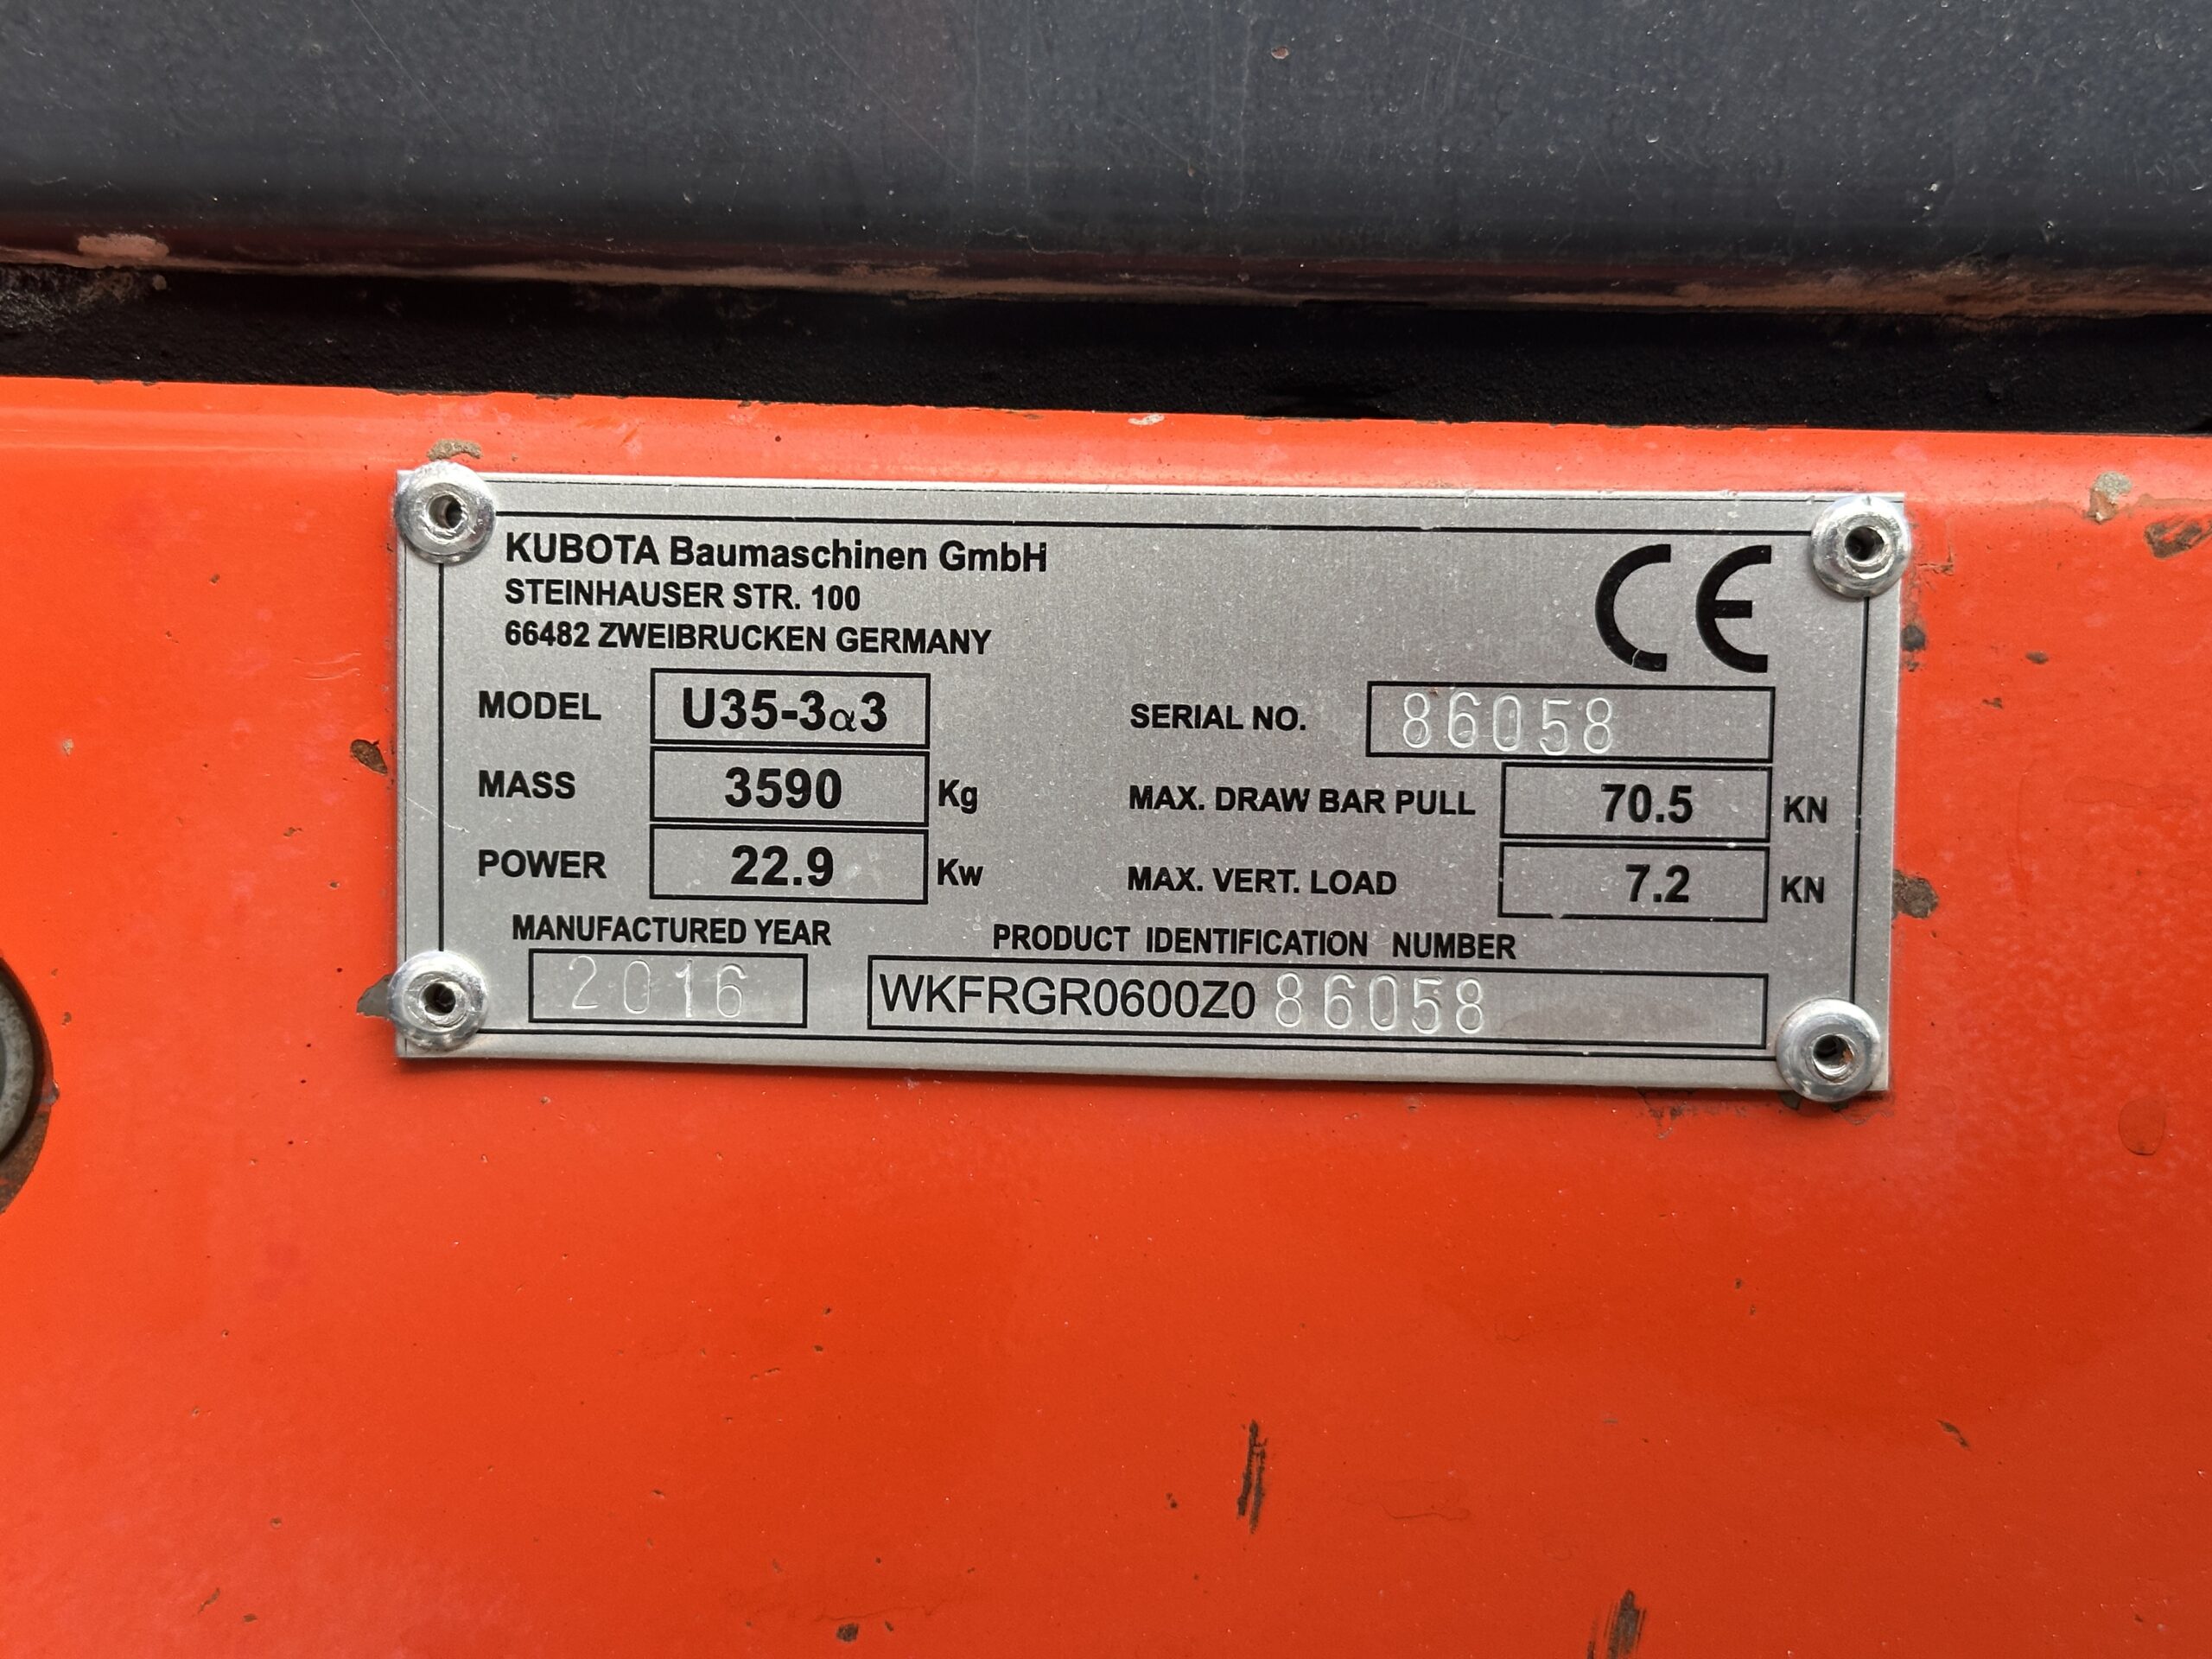 KUBOTA Baumaschinen GmbH
STEINHAUSER STR. 100
66482 ZWEIBRUCKEN GERMANY
CE
MODEL U35-3α3
SERIAL NO. 86058
MASS 3590 Kg
MAX. DRAW BAR PULL 70.5 KN
POWER 22.9 Kw
MAX. VERT. LOAD 7.2 KN
MANUFACTURED YEAR
2016
PRODUCT IDENTIFICATION NUMBER
WKFRGR0600Z086058